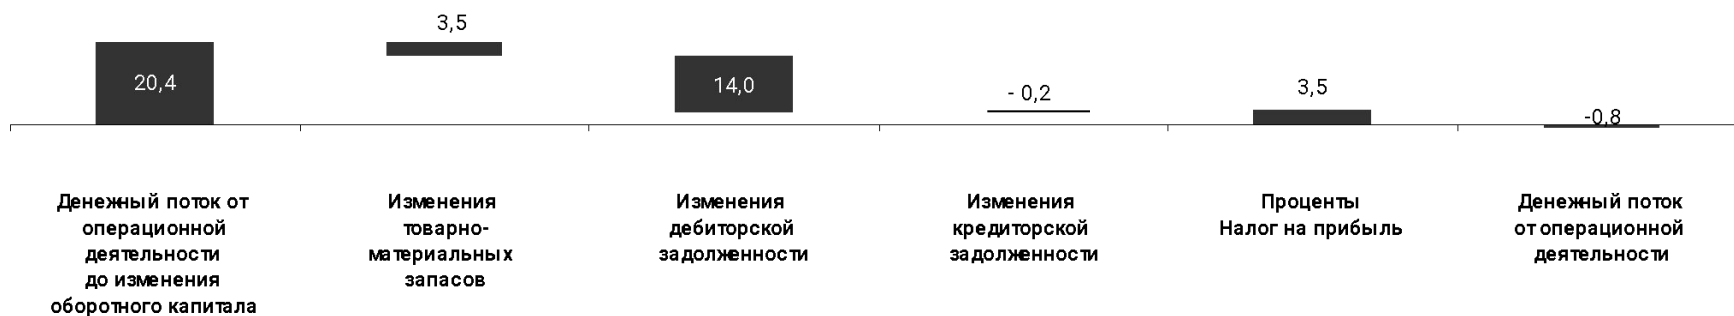 3,5
20,4
14,0
- 0,2
3,5
-0,8
Денежный поток от
операционной
деятельности
до изменения
оборотного капитала
Изменения
товарно-
материальных
запасов
Изменения
дебиторской
задолженности
Изменения
кредиторской
задолженности
Проценты
Налог на прибыль
Денежный поток
от операционной
деятельности